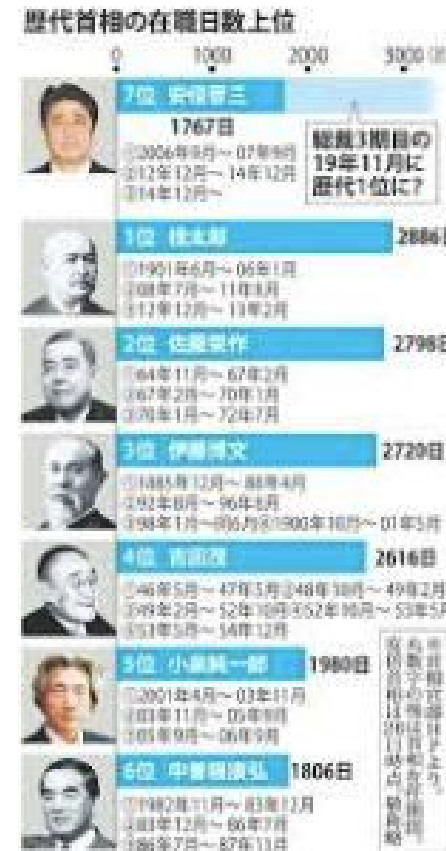 歴代首相の在職日数上位
0 1000 2000 3000
7位 安倍晋三
1767日
①2006年9月～07年9月
②12年12月～14年12月
③14年12月～
総裁3期目の
19年11月に
歴代1位に?
1位 桂太郎
2886日
①1901年6月～06年1月
②08年7月～11年8月
③12年12月～13年2月
2位 佐藤栄作
2798日
①64年11月～67年2月
②67年2月～70年1月
③70年1月～72年7月
3位 伊藤博文
2720日
①1885年12月～88年4月
②92年8月～96年8月
③98年1月～同6月④1900年10月～01年5月
4位 吉田茂
2616日
①46年5月～47年5月②48年10月～49年2月
③49年2月～52年10月④52年10月～53年5月
⑤53年5月～54年12月
5位 小泉純一郎
1980日
①2001年4月～03年11月
②03年11月～05年9月
③05年9月～06年9月
6位 中曽根康弘
1806日
①1982年11月～83年12月
②83年12月～86年7月
③86年7月～87年11月